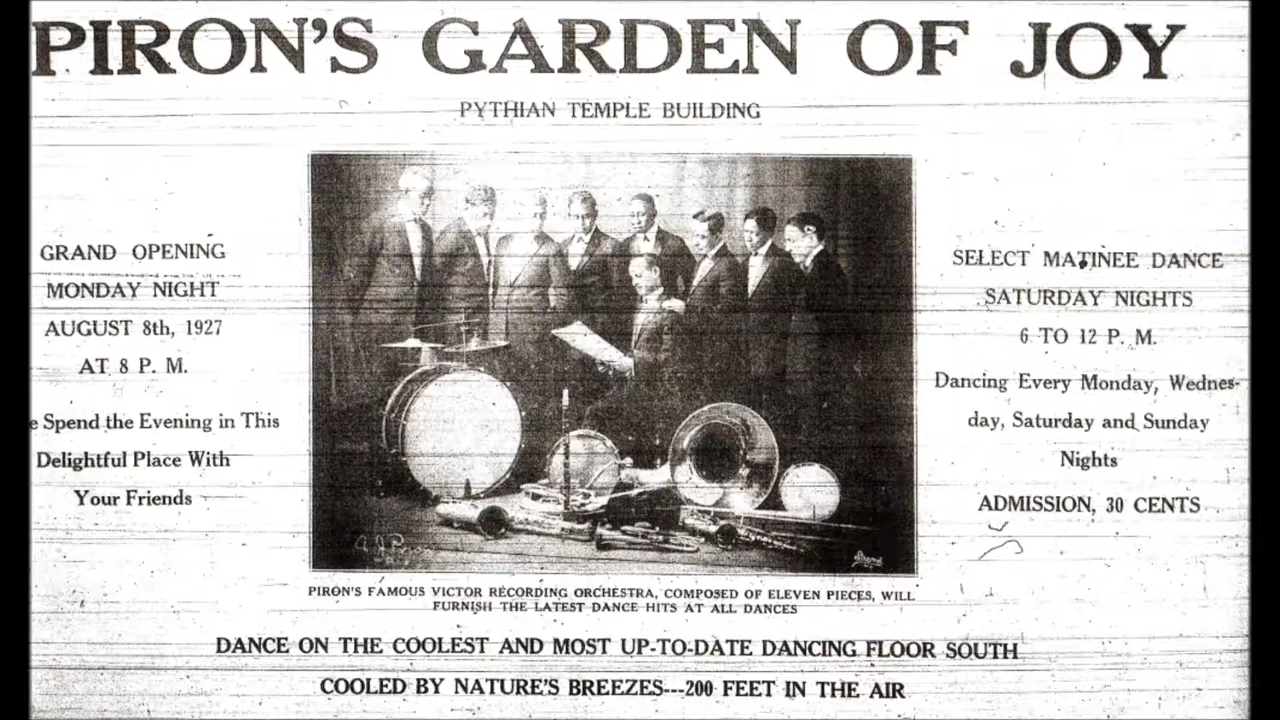 PIRON'S GARDEN OF JOY
PYTHIAN TEMPLE BUILDING
GRAND OPENING
MONDAY NIGHT
AUGUST 8th, 1927
AT 8 P. M.
e Spend the Evening in This
Delightful Place With
Your Friends
SELECT MATINEE DANCE
SATURDAY NIGHTS
6 TO 12 P. M.
Dancing Every Monday, Wednes-
day, Saturday and Sunday
Nights
ADMISSION, 30 CENTS
PIRON'S FAMOUS VICTOR RECORDING ORCHESTRA, COMPOSED OF ELEVEN PIECES, WILL
FURNISH THE LATEST DANCE HITS AT ALL DANCES
DANCE ON THE COOLEST AND MOST UP-TO-DATE DANCING FLOOR SOUTH
COOLED BY NATURE'S BREEZES---200 FEET IN THE AIR